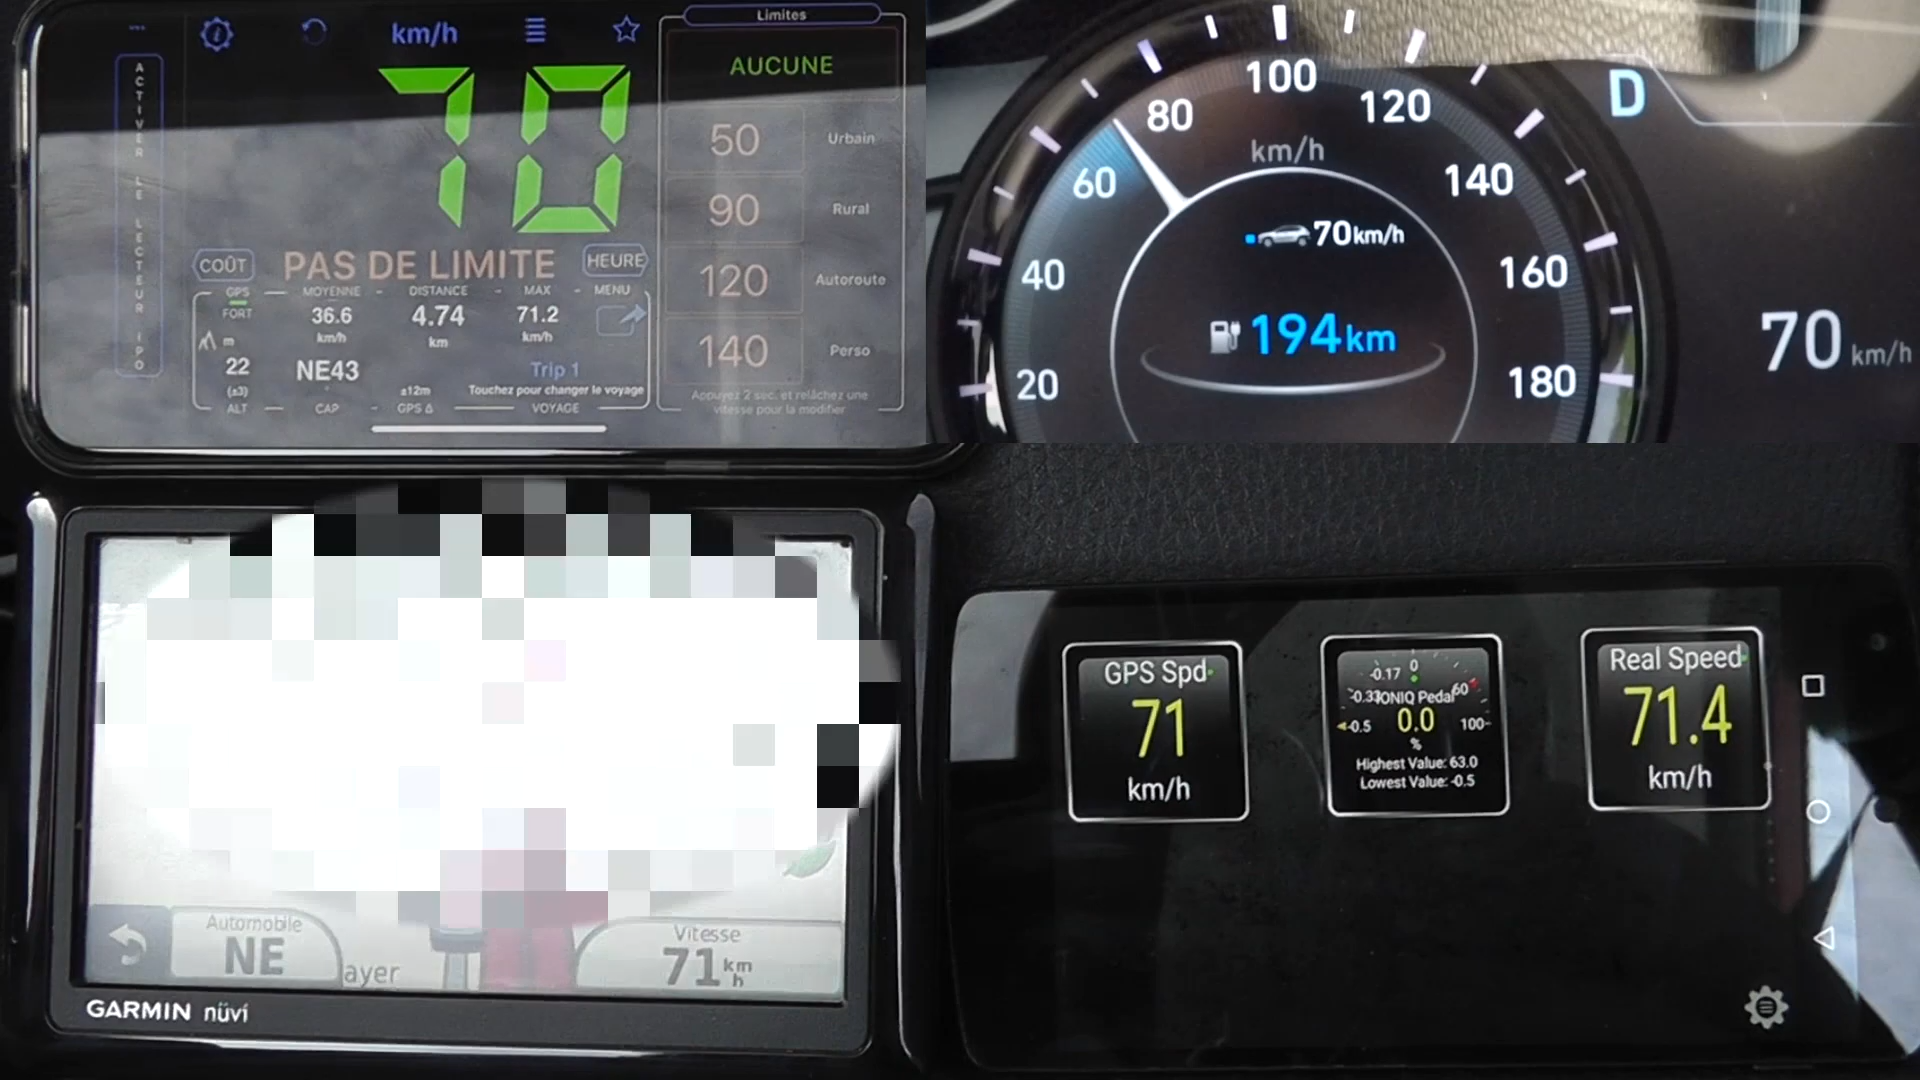 km/h
Limites
AUCUNE
ACTIVER LE LECTEUR IPO
70
50 Urbain
90 Rural
120 Autoroute
140 Perso
Appuyez 2 sec. et relâchez une
vitesse pour la modifier
COÛT
PAS DE LIMITE
HEURE
GPS MOYENNE DISTANCE MAX MENU
FORT 36.6 4.74 71.2
km/h km km/h
m
22 NE43 Trip 1
(±3) ±12m Touchez pour changer le voyage
ALT CAP GPS Δ VOYAGE
20
40
60
80
100
120
140
160
180
km/h
70km/h
194km
D
70 km/h
Automobile
NE
ayer
Vitesse
71 km
h
GARMIN nüvi
GPS Spd
71
km/h
-0.17 0
-0.33 60
IONIQ Pedal
-0.5 0.0 100
%
Highest Value: 63.0
Lowest Value: -0.5
Real Speed
71.4
km/h